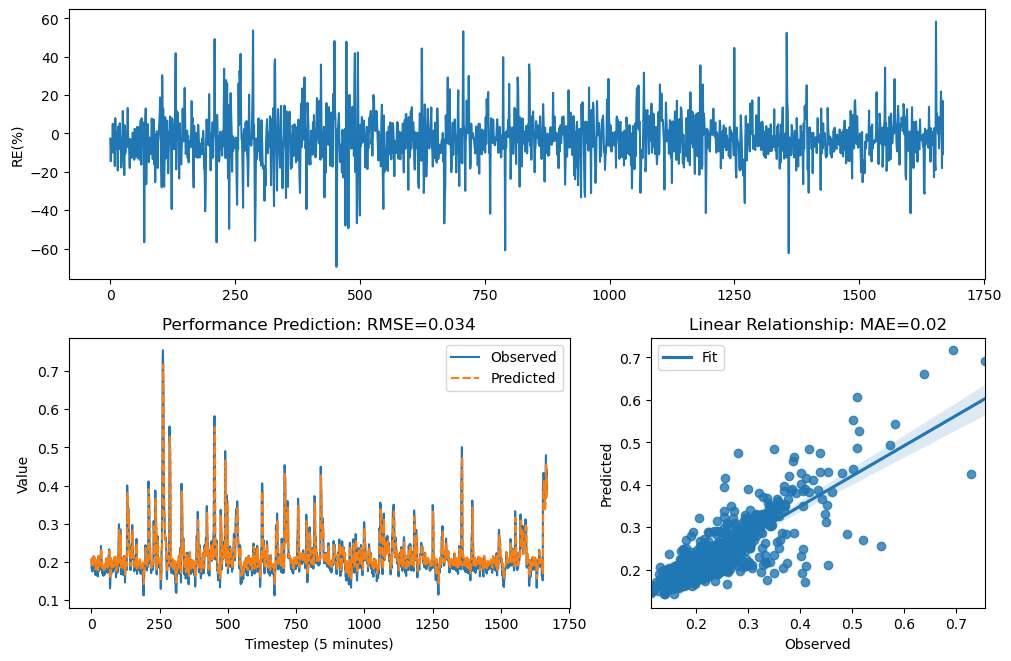 60
40
20
0
−20
−40
−60
RE(%)
0 250 500 750 1000 1250 1500 1750
Performance Prediction: RMSE=0.034
Observed
Predicted
0.7
0.6
0.5
0.4
0.3
0.2
0.1
Value
0 250 500 750 1000 1250 1500 1750
Timestep (5 minutes)
Linear Relationship: MAE=0.02
Fit
0.7
0.6
0.5
0.4
0.3
0.2
Predicted
0.2 0.3 0.4 0.5 0.6 0.7
Observed